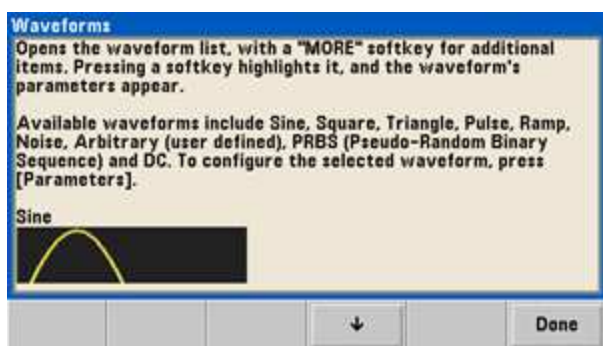 Waveforms
Opens the waveform list, with a "MORE" softkey for additional
items. Pressing a softkey highlights it, and the waveform's
parameters appear.
Available waveforms include Sine, Square, Triangle, Pulse, Ramp,
Noise, Arbitrary (user defined), PRBS (Pseudo-Random Binary
Sequence) and DC. To configure the selected waveform, press
[Parameters].
Sine
Done